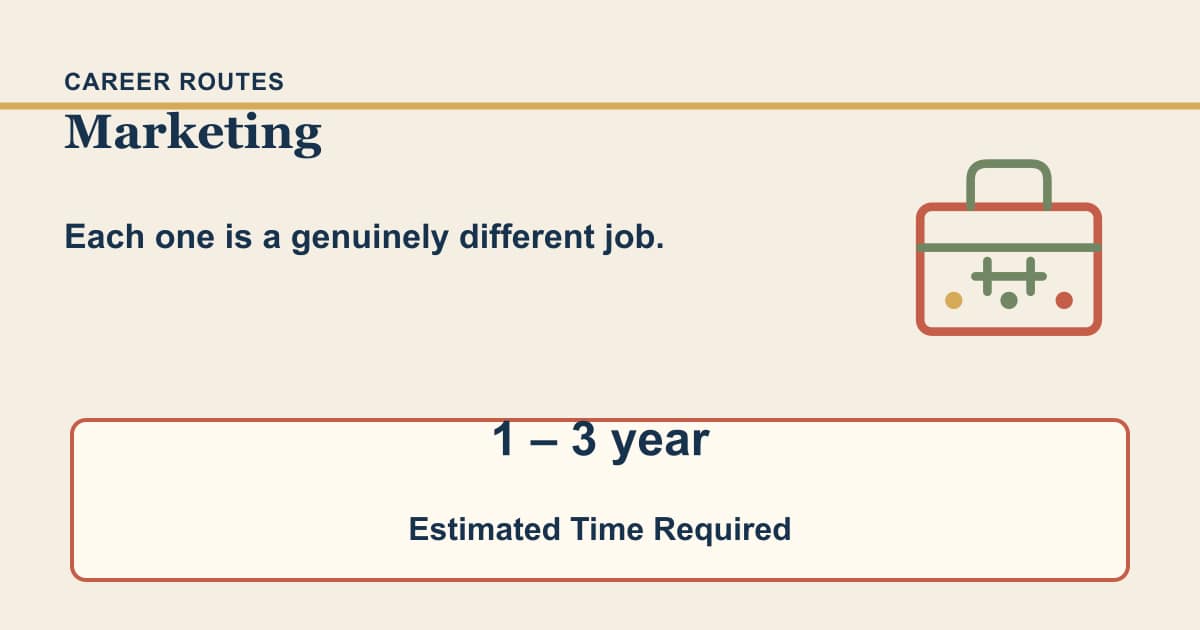 CAREER ROUTES
Marketing
Each one is a genuinely different job.
1 – 3 year
Estimated Time Required